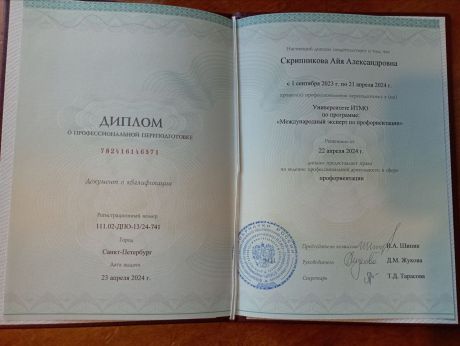 ДИПЛОМ
О ПРОФЕССИОНАЛЬНОЙ ПЕРЕПОДГОТОВКЕ
782416146571
Документ о квалификации
Регистрационный номер
111.02-ДПО-13/24-741
Город
Санкт-Петербург
Дата выдачи
23 апреля 2024 г.
Настоящий диплом свидетельствует о том, что
Скрипникова Айя Александровна
с 1 сентября 2023 г. по 21 апреля 2024 г.
прошел(а) профессиональную переподготовку в (на)
Университете ИТМО
по программе:
«Международный эксперт по профориентации»
Решением от
22 апреля 2024 г.
диплом предоставляет право
на ведение профессиональной деятельности в сфере
профориентации
Председатель комиссии
И.А. Шиник
Руководитель
Д.М. Жукова
Секретарь
Т.Д. Тарасова